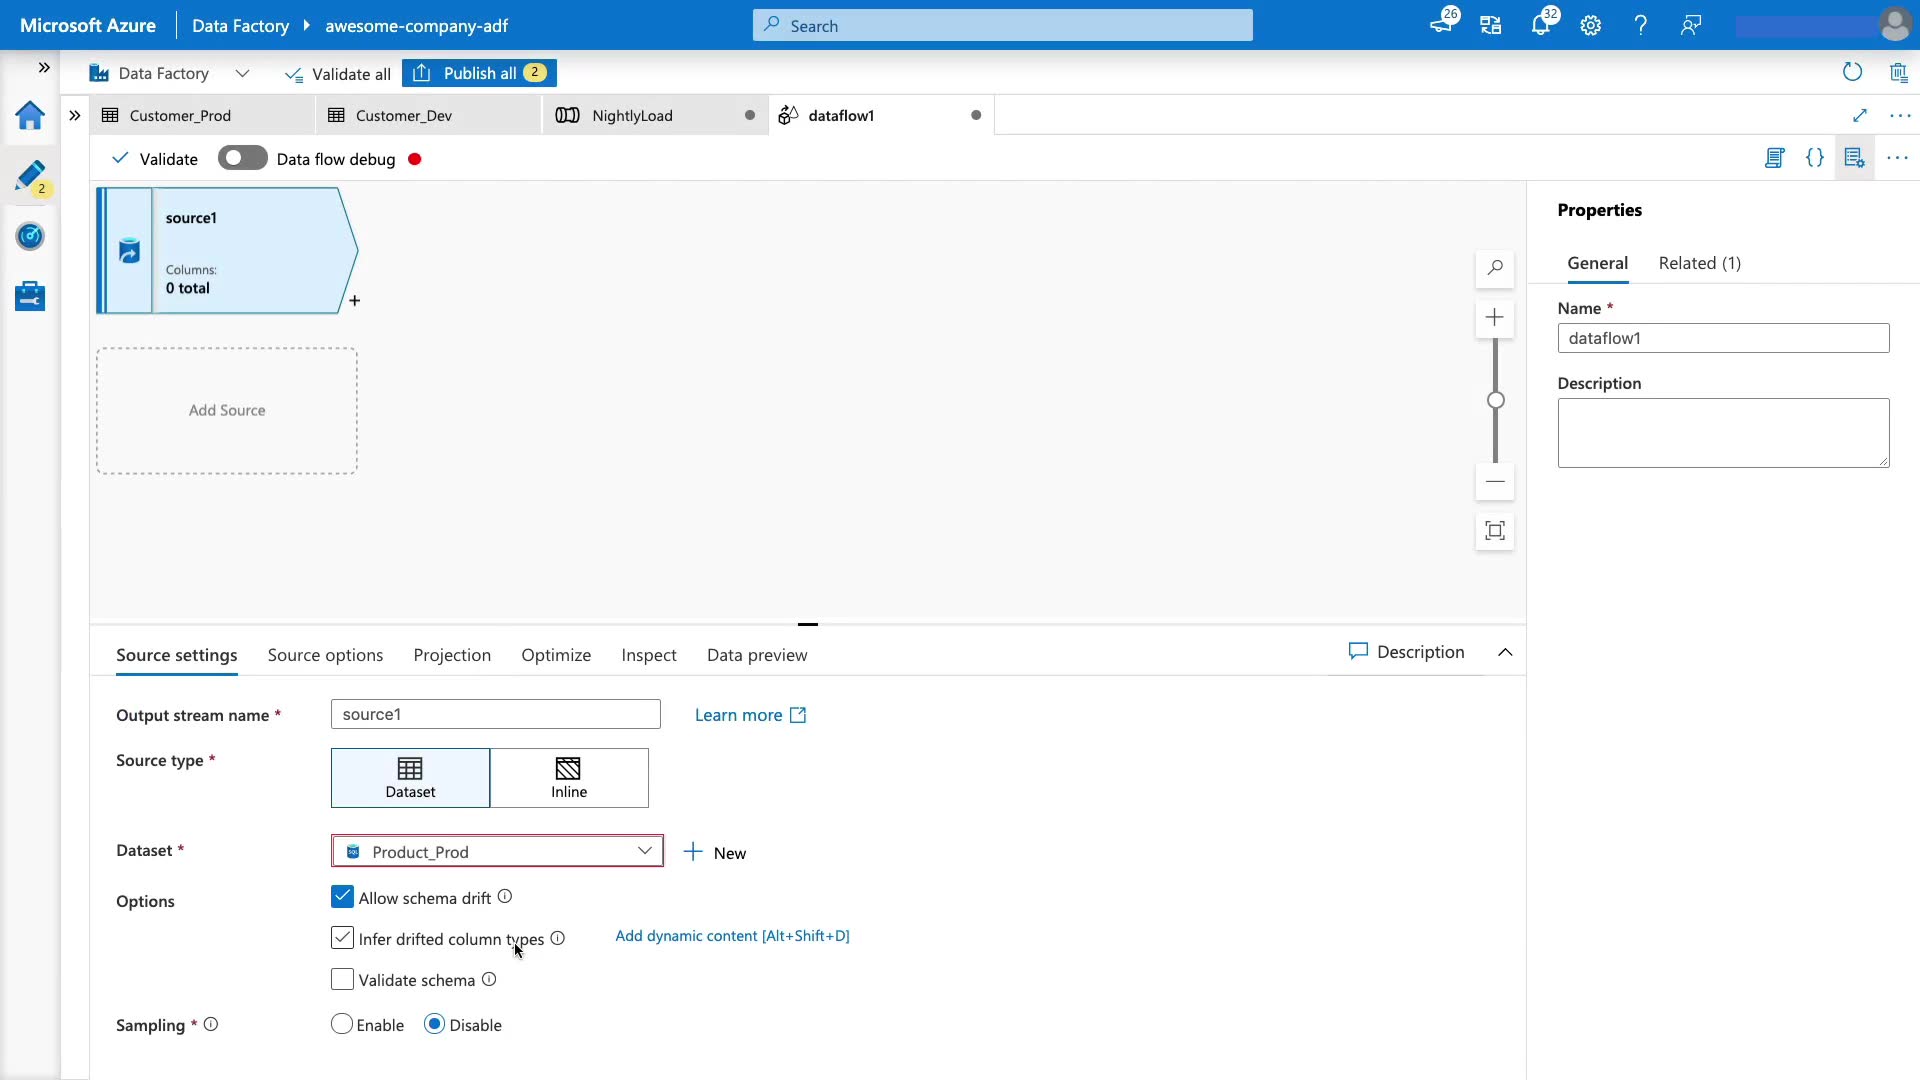 Microsoft Azure
Data Factory
awesome-company-adf
Search
26
32
Data Factory
Validate all
Publish all
2
2
Customer_Prod
Customer_Dev
NightlyLoad
dataflow1
Validate
Data flow debug
source1
Columns:
0 total
+
Add Source
Properties
General
Related (1)
Name *
dataflow1
Description
Source settings
Source options
Projection
Optimize
Inspect
Data preview
Description
Output stream name *
source1
Learn more
Source type *
Dataset
Inline
Dataset *
Product_Prod
New
Options
Allow schema drift
Infer drifted column types
Add dynamic content [Alt+Shift+D]
Validate schema
Sampling *
Enable
Disable